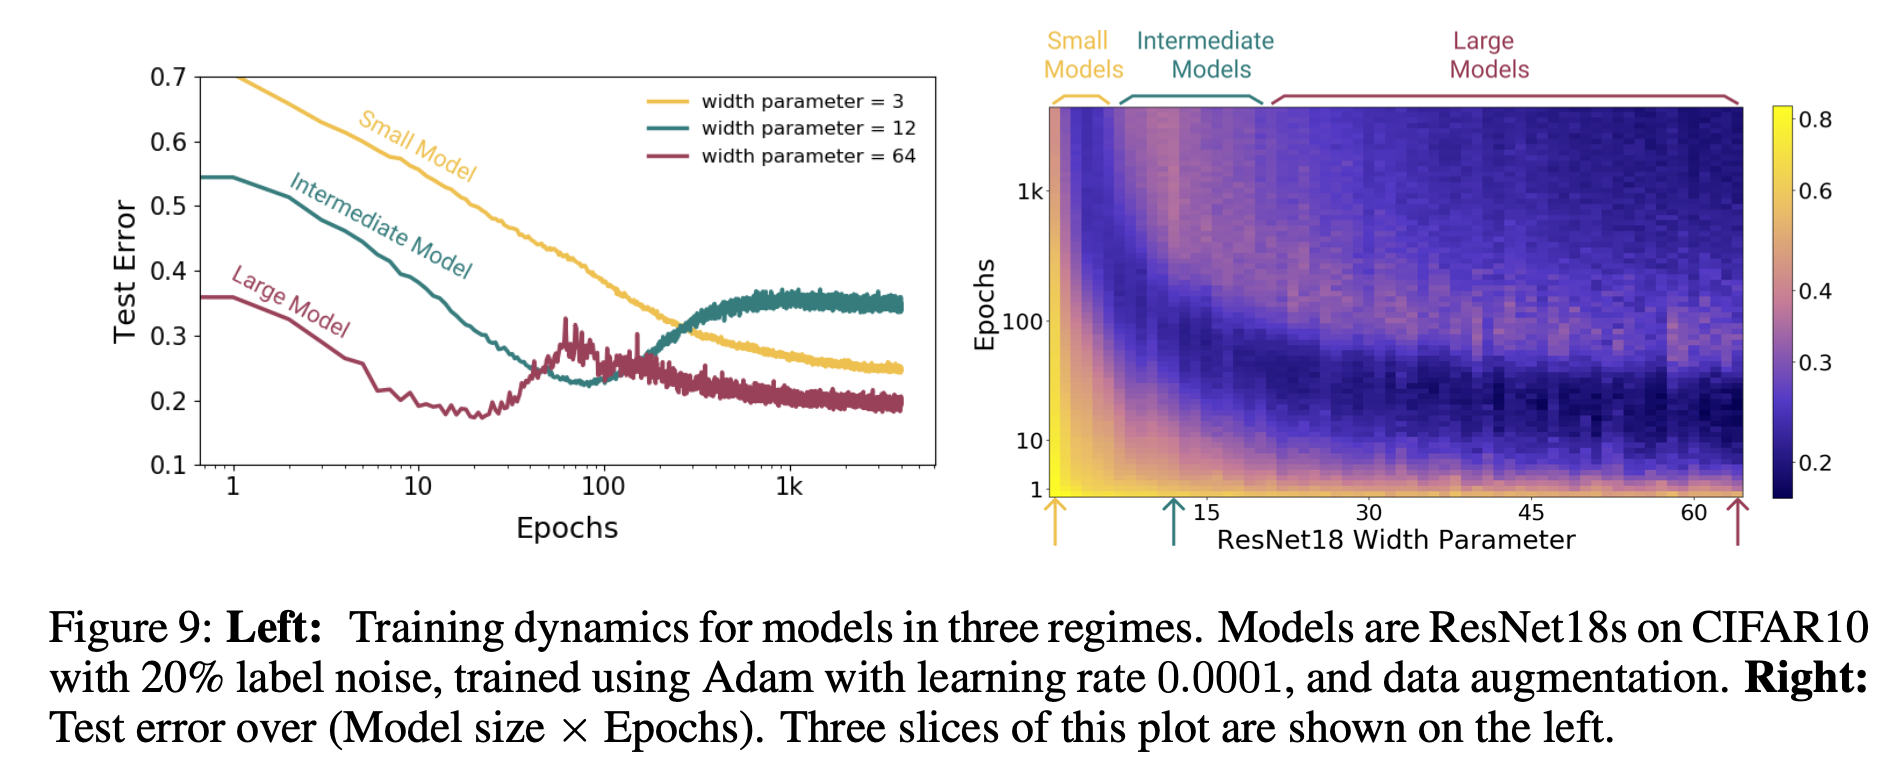 0.7
0.6
0.5
0.4
0.3
0.2
0.1
Test Error
1
10
100
1k
Epochs
Small Model
Intermediate Model
Large Model
width parameter = 3
width parameter = 12
width parameter = 64
Small
Models
Intermediate
Models
Large
Models
1k
100
10
1
Epochs
15
30
45
60
ResNet18 Width Parameter
0.8
0.6
0.4
0.3
0.2
Figure 9: Left: Training dynamics for models in three regimes. Models are ResNet18s on CIFAR10
with 20% label noise, trained using Adam with learning rate 0.0001, and data augmentation. Right:
Test error over (Model size × Epochs). Three slices of this plot are shown on the left.